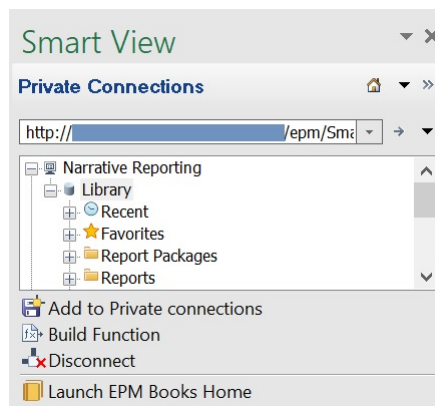 Smart View
Private Connections
http:// /epm/Sma
Narrative Reporting
Library
Recent
Favorites
Report Packages
Reports
Add to Private connections
Build Function
Disconnect
Launch EPM Books Home